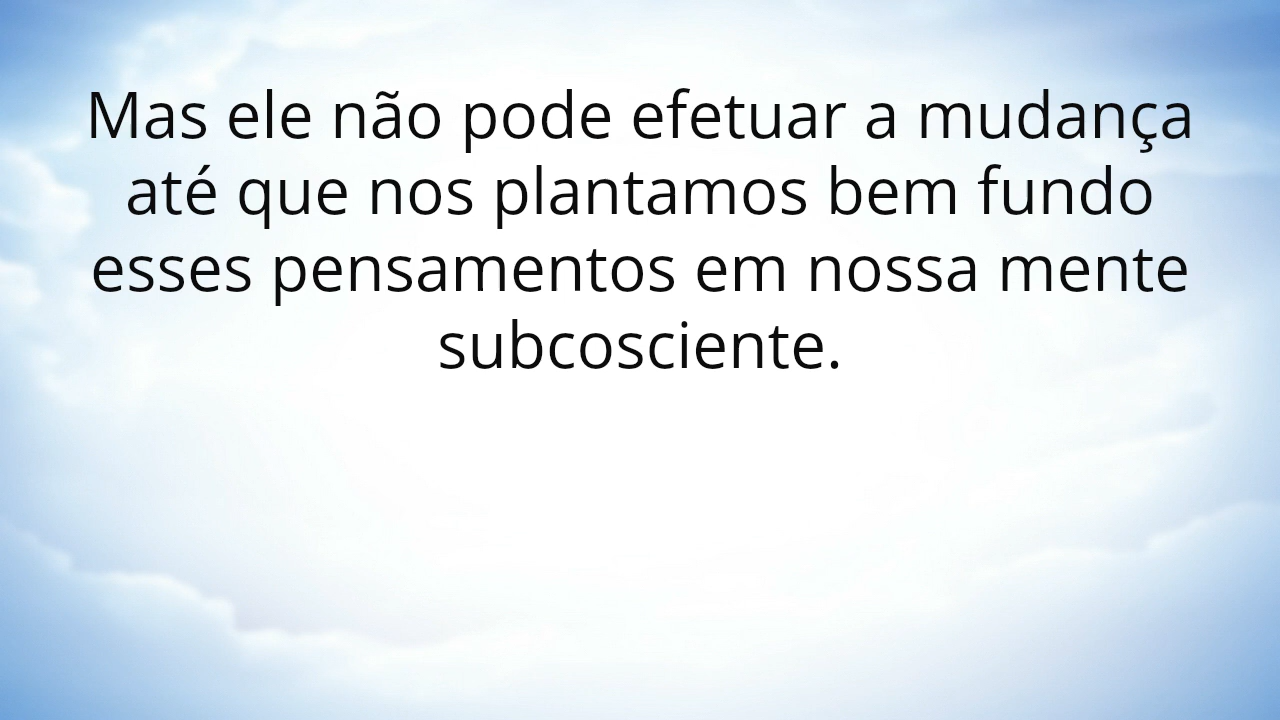 Mas ele não pode efetuar a mudança
até que nos plantamos bem fundo
esses pensamentos em nossa mente
subcosciente.